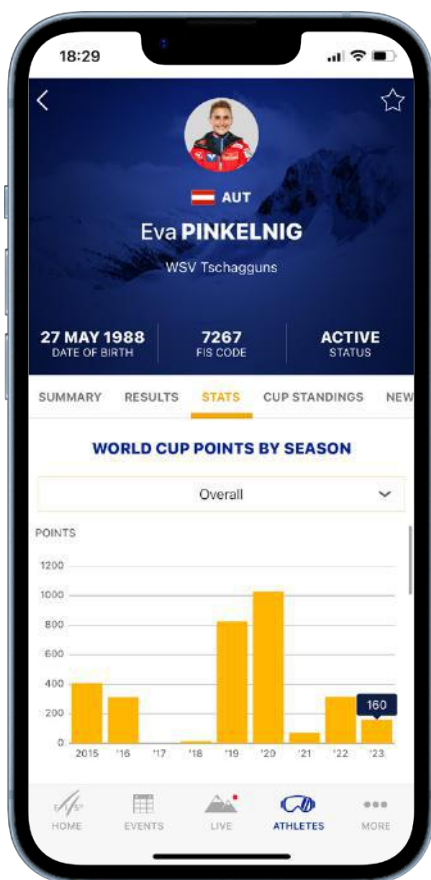 18:29
AUT
Eva PINKELNIG
WSV Tschagguns
27 MAY 1988 7267 ACTIVE
DATE OF BIRTH FIS CODE STATUS
SUMMARY RESULTS STATS CUP STANDINGS NEW
WORLD CUP POINTS BY SEASON
Overall
POINTS
1200
1000
800
600
400
200
160
0
2015 '16 '17 '18 '19 '20 '21 '22 '23
F/I/S
HOME EVENTS LIVE ATHLETES MORE